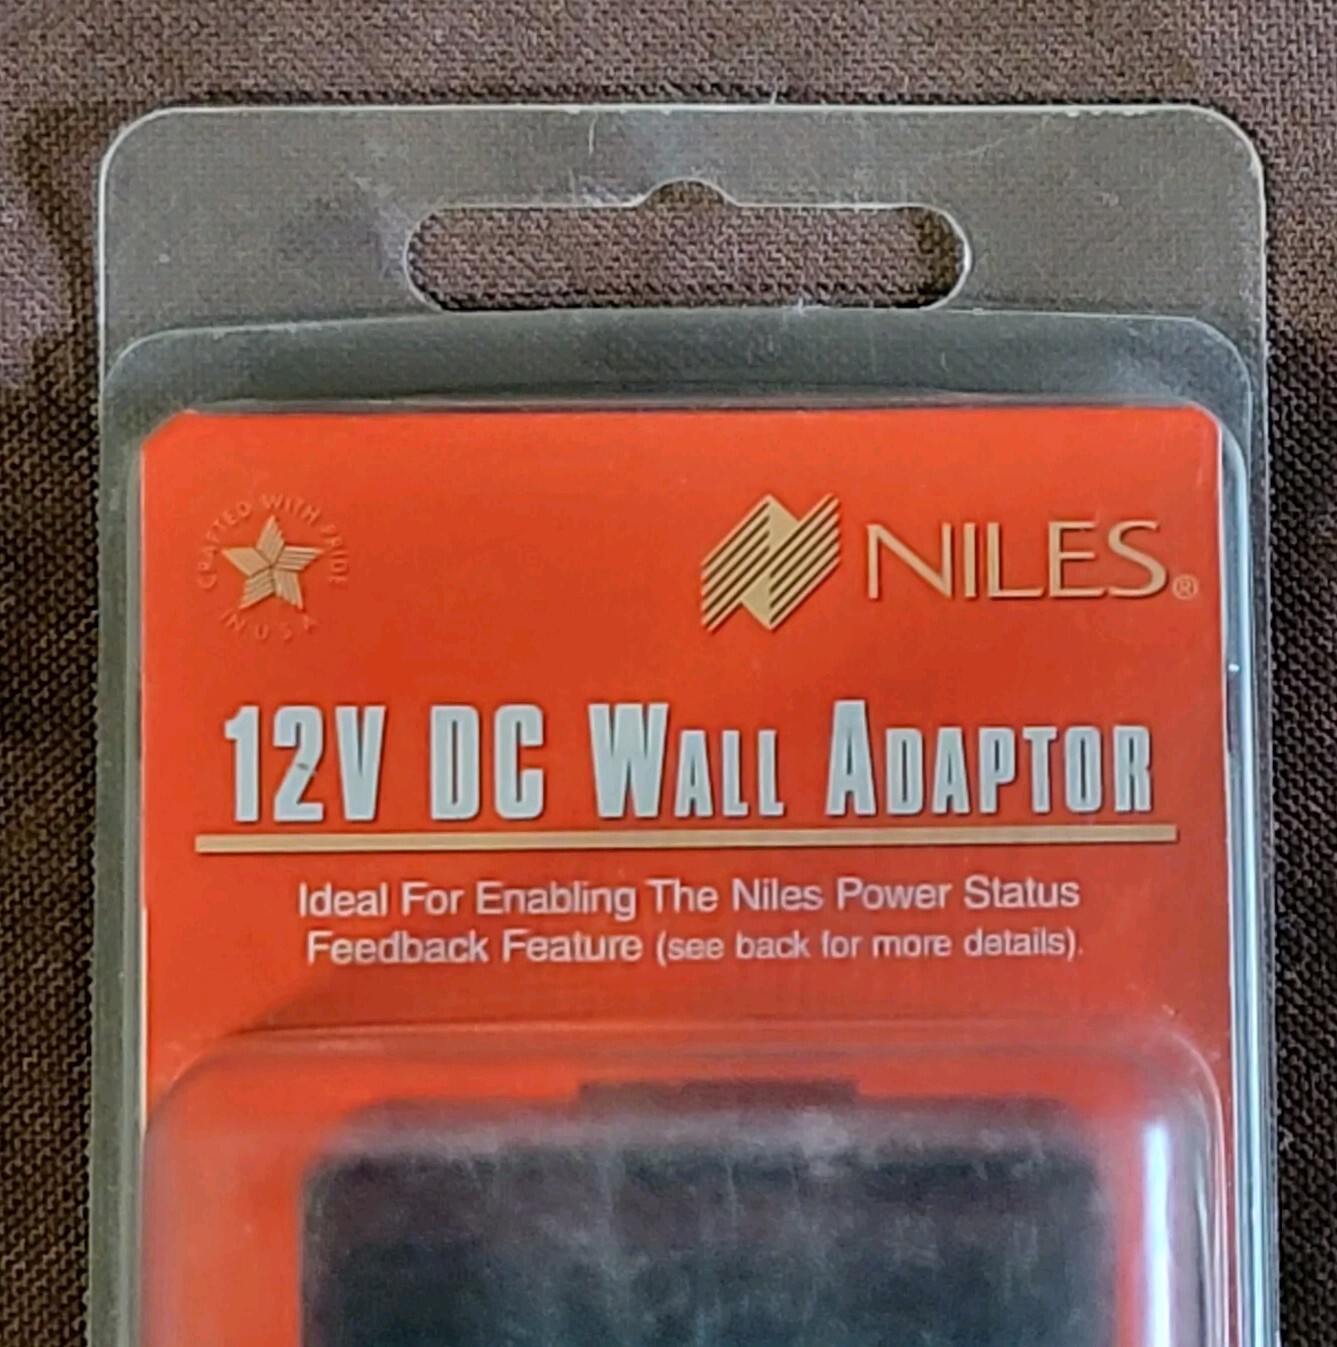 CRAFTED WITH PRIDE
IN U S A
NILES®
12V DC WALL ADAPTOR
Ideal For Enabling The Niles Power Status
Feedback Feature (see back for more details).